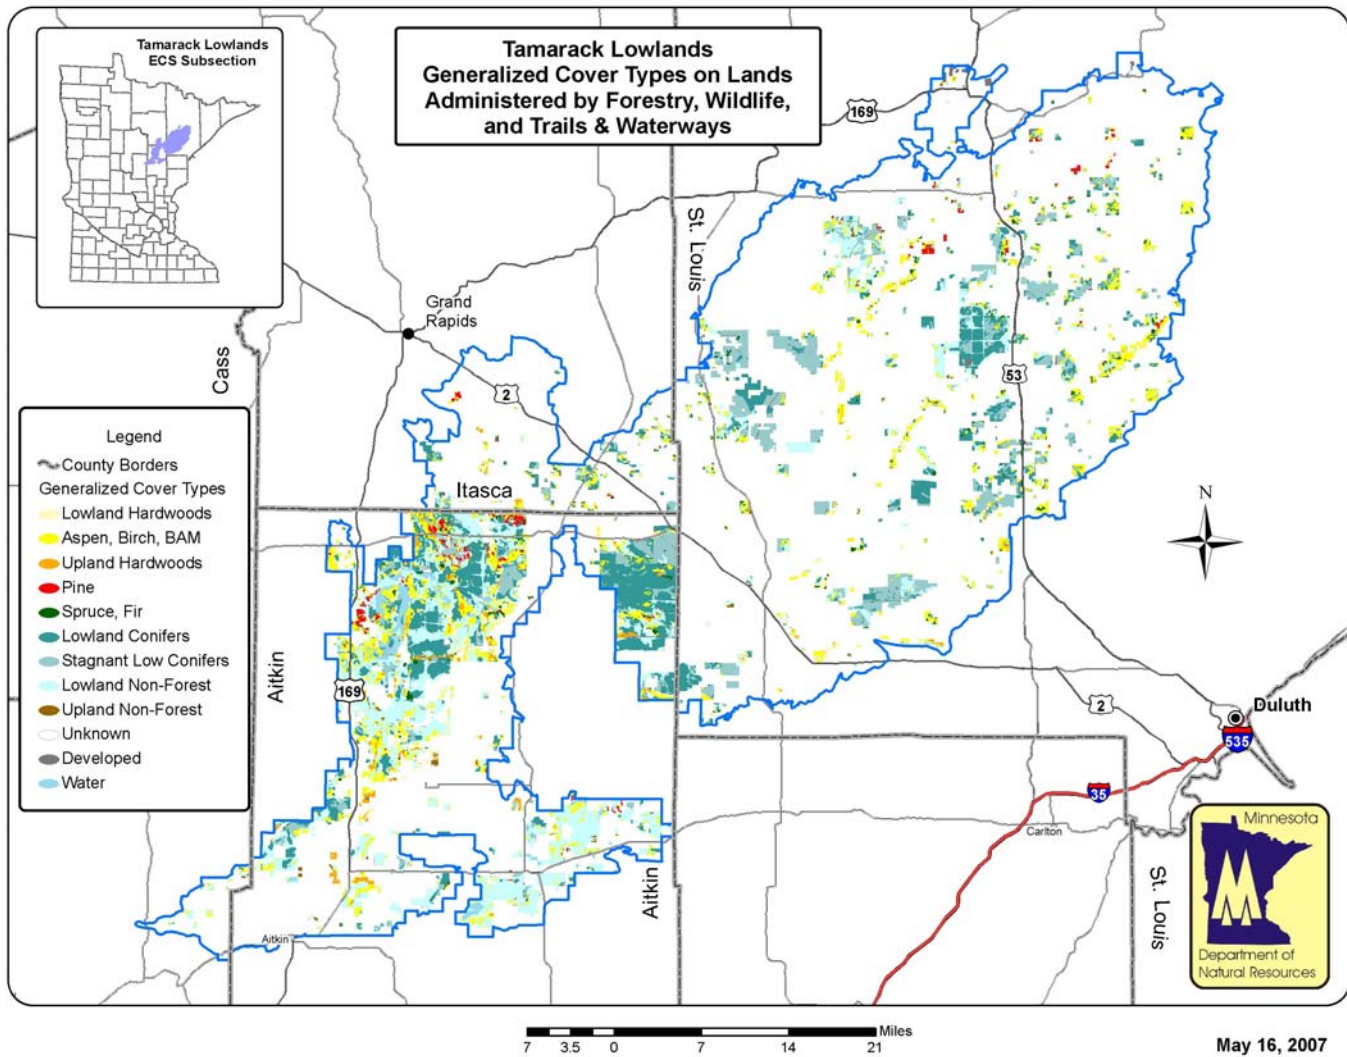 Tamarack Lowlands
ECS Subsection
Tamarack Lowlands
Generalized Cover Types on Lands
Administered by Forestry, Wildlife,
and Trails & Waterways
169
St. Louis
Grand
Rapids
Cass
2
53
Legend
County Borders
Generalized Cover Types
Lowland Hardwoods
Aspen, Birch, BAM
Upland Hardwoods
Pine
Spruce, Fir
Lowland Conifers
Stagnant Low Conifers
Lowland Non-Forest
Upland Non-Forest
Unknown
Developed
Water
Itasca
N
Aitkin
169
2
Duluth
535
35
Carlton
Aitkin
Aitkin
St. Louis
Minnesota
Department of
Natural Resources
Miles
7 3.5 0 7 14 21
May 16, 2007